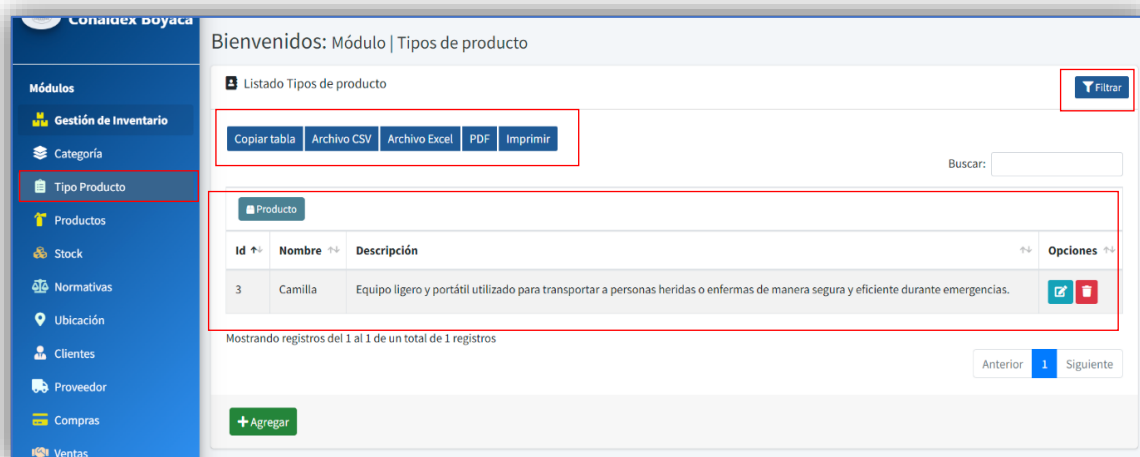 Conaldex Boyaca
Bienvenidos: Módulo | Tipos de producto
Módulos
Gestión de Inventario
Categoría
Tipo Producto
Productos
Stock
Normativas
Ubicación
Clientes
Proveedor
Compras
Ventas
Listado Tipos de producto
Filtrar
Copiar tabla Archivo CSV Archivo Excel PDF Imprimir
Buscar:
Producto
Id Nombre Descripción Opciones
3 Camilla Equipo ligero y portátil utilizado para transportar a personas heridas o enfermas de manera segura y eficiente durante emergencias.
Mostrando registros del 1 al 1 de un total de 1 registros
Anterior 1 Siguiente
Agregar